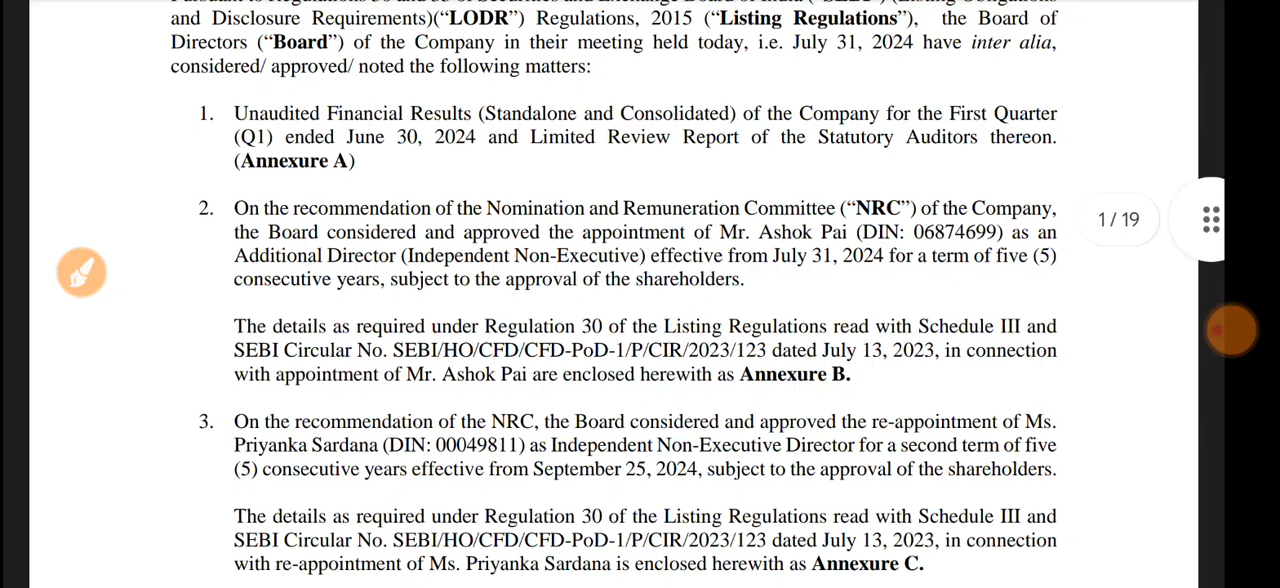 and Disclosure Requirements)(“LODR”) Regulations, 2015 (“Listing Regulations”), the Board of
Directors (“Board”) of the Company in their meeting held today, i.e. July 31, 2024 have inter alia,
considered/ approved/ noted the following matters:
1. Unaudited Financial Results (Standalone and Consolidated) of the Company for the First Quarter
(Q1) ended June 30, 2024 and Limited Review Report of the Statutory Auditors thereon.
(Annexure A)
2. On the recommendation of the Nomination and Remuneration Committee (“NRC”) of the Company,
the Board considered and approved the appointment of Mr. Ashok Pai (DIN: 06874699) as an
Additional Director (Independent Non-Executive) effective from July 31, 2024 for a term of five (5)
consecutive years, subject to the approval of the shareholders.
1 / 19
The details as required under Regulation 30 of the Listing Regulations read with Schedule III and
SEBI Circular No. SEBI/HO/CFD/CFD-PoD-1/P/CIR/2023/123 dated July 13, 2023, in connection
with appointment of Mr. Ashok Pai are enclosed herewith as Annexure B.
3. On the recommendation of the NRC, the Board considered and approved the re-appointment of Ms.
Priyanka Sardana (DIN: 00049811) as Independent Non-Executive Director for a second term of five
(5) consecutive years effective from September 25, 2024, subject to the approval of the shareholders.
The details as required under Regulation 30 of the Listing Regulations read with Schedule III and
SEBI Circular No. SEBI/HO/CFD/CFD-PoD-1/P/CIR/2023/123 dated July 13, 2023, in connection
with re-appointment of Ms. Priyanka Sardana is enclosed herewith as Annexure C.